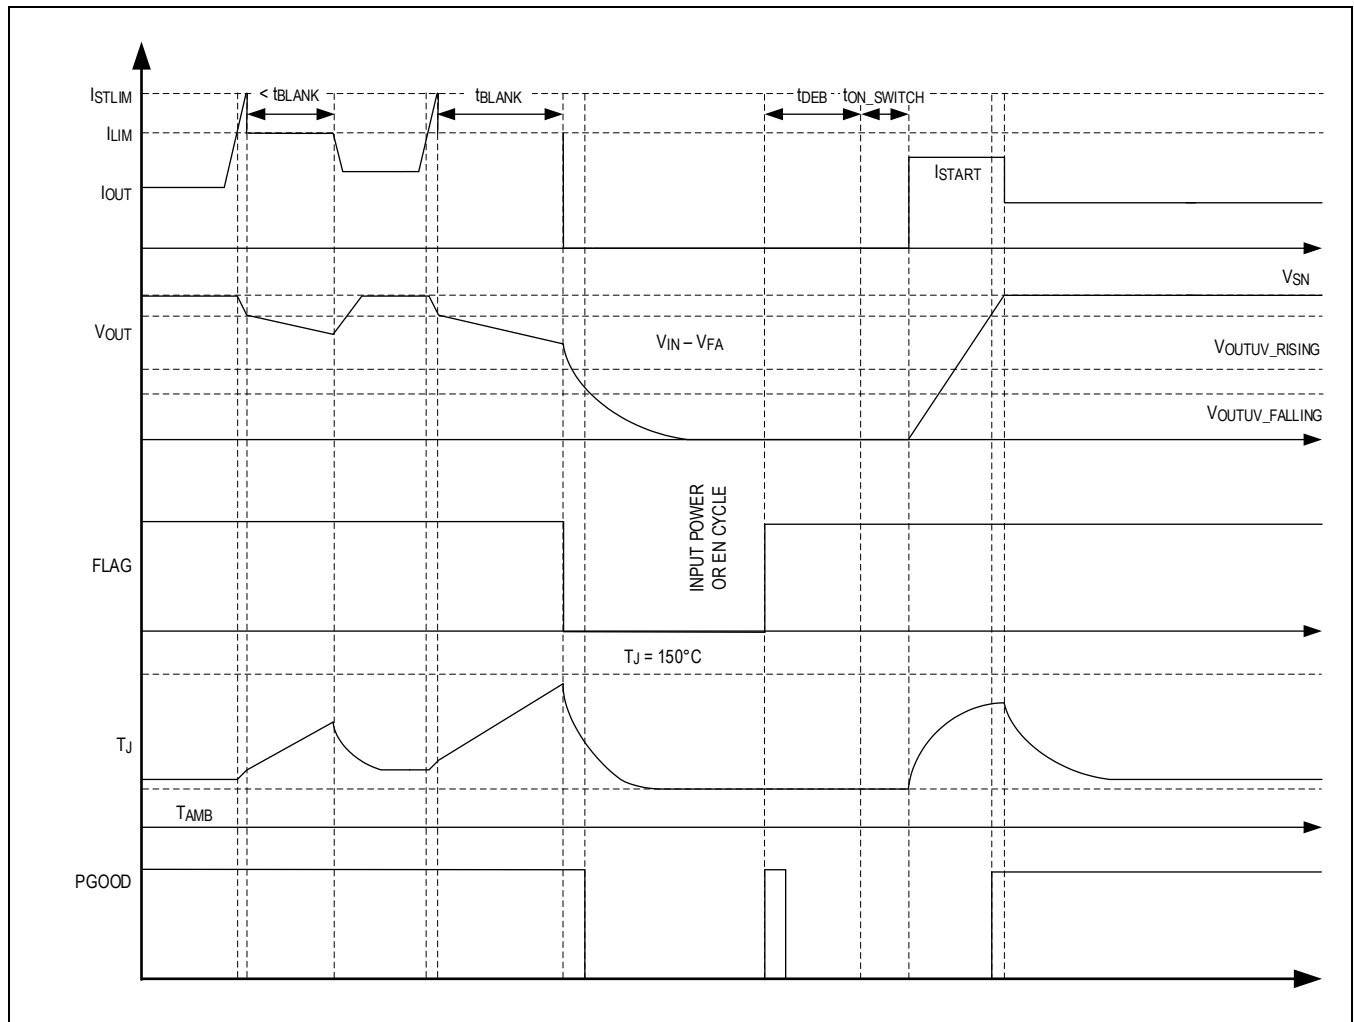 ISTLIM
< tBLANK
tBLANK
tDEB
tON_SWITCH
ILIM
ISTART
IOUT
VSN
VOUT
VIN – VFA
VOUTUV_RISING
VOUTUV_FALLING
INPUT POWER
OR EN CYCLE
FLAG
TJ = 150°C
TJ
TAMB
PGOOD